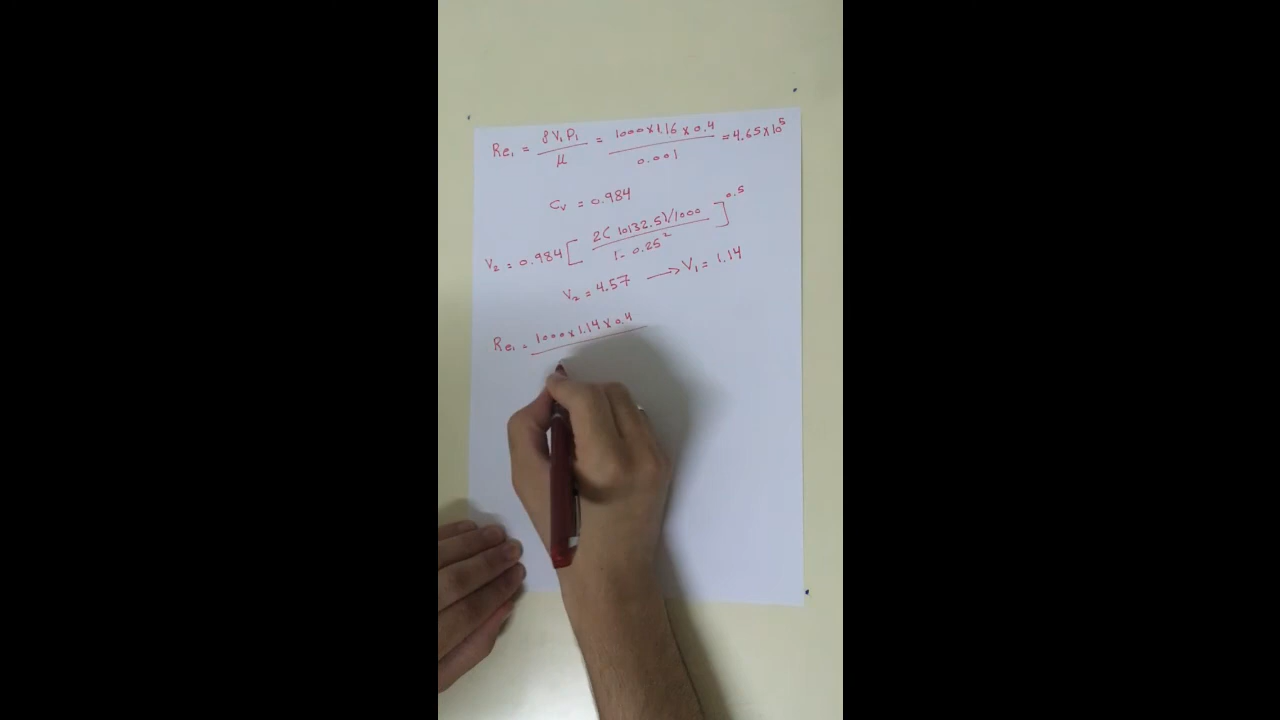 Re₁ = ρV₁D₁/μ = 1000×1.16×0.4/0.001 = 4.65×10⁵
Cᵥ = 0.984
V₂ = 0.984[2(10132.5)/1000/1-0.25²]^0.5
V₂ = 4.57 → V₁ = 1.14
Re₁ = 1000×1.14×0.4